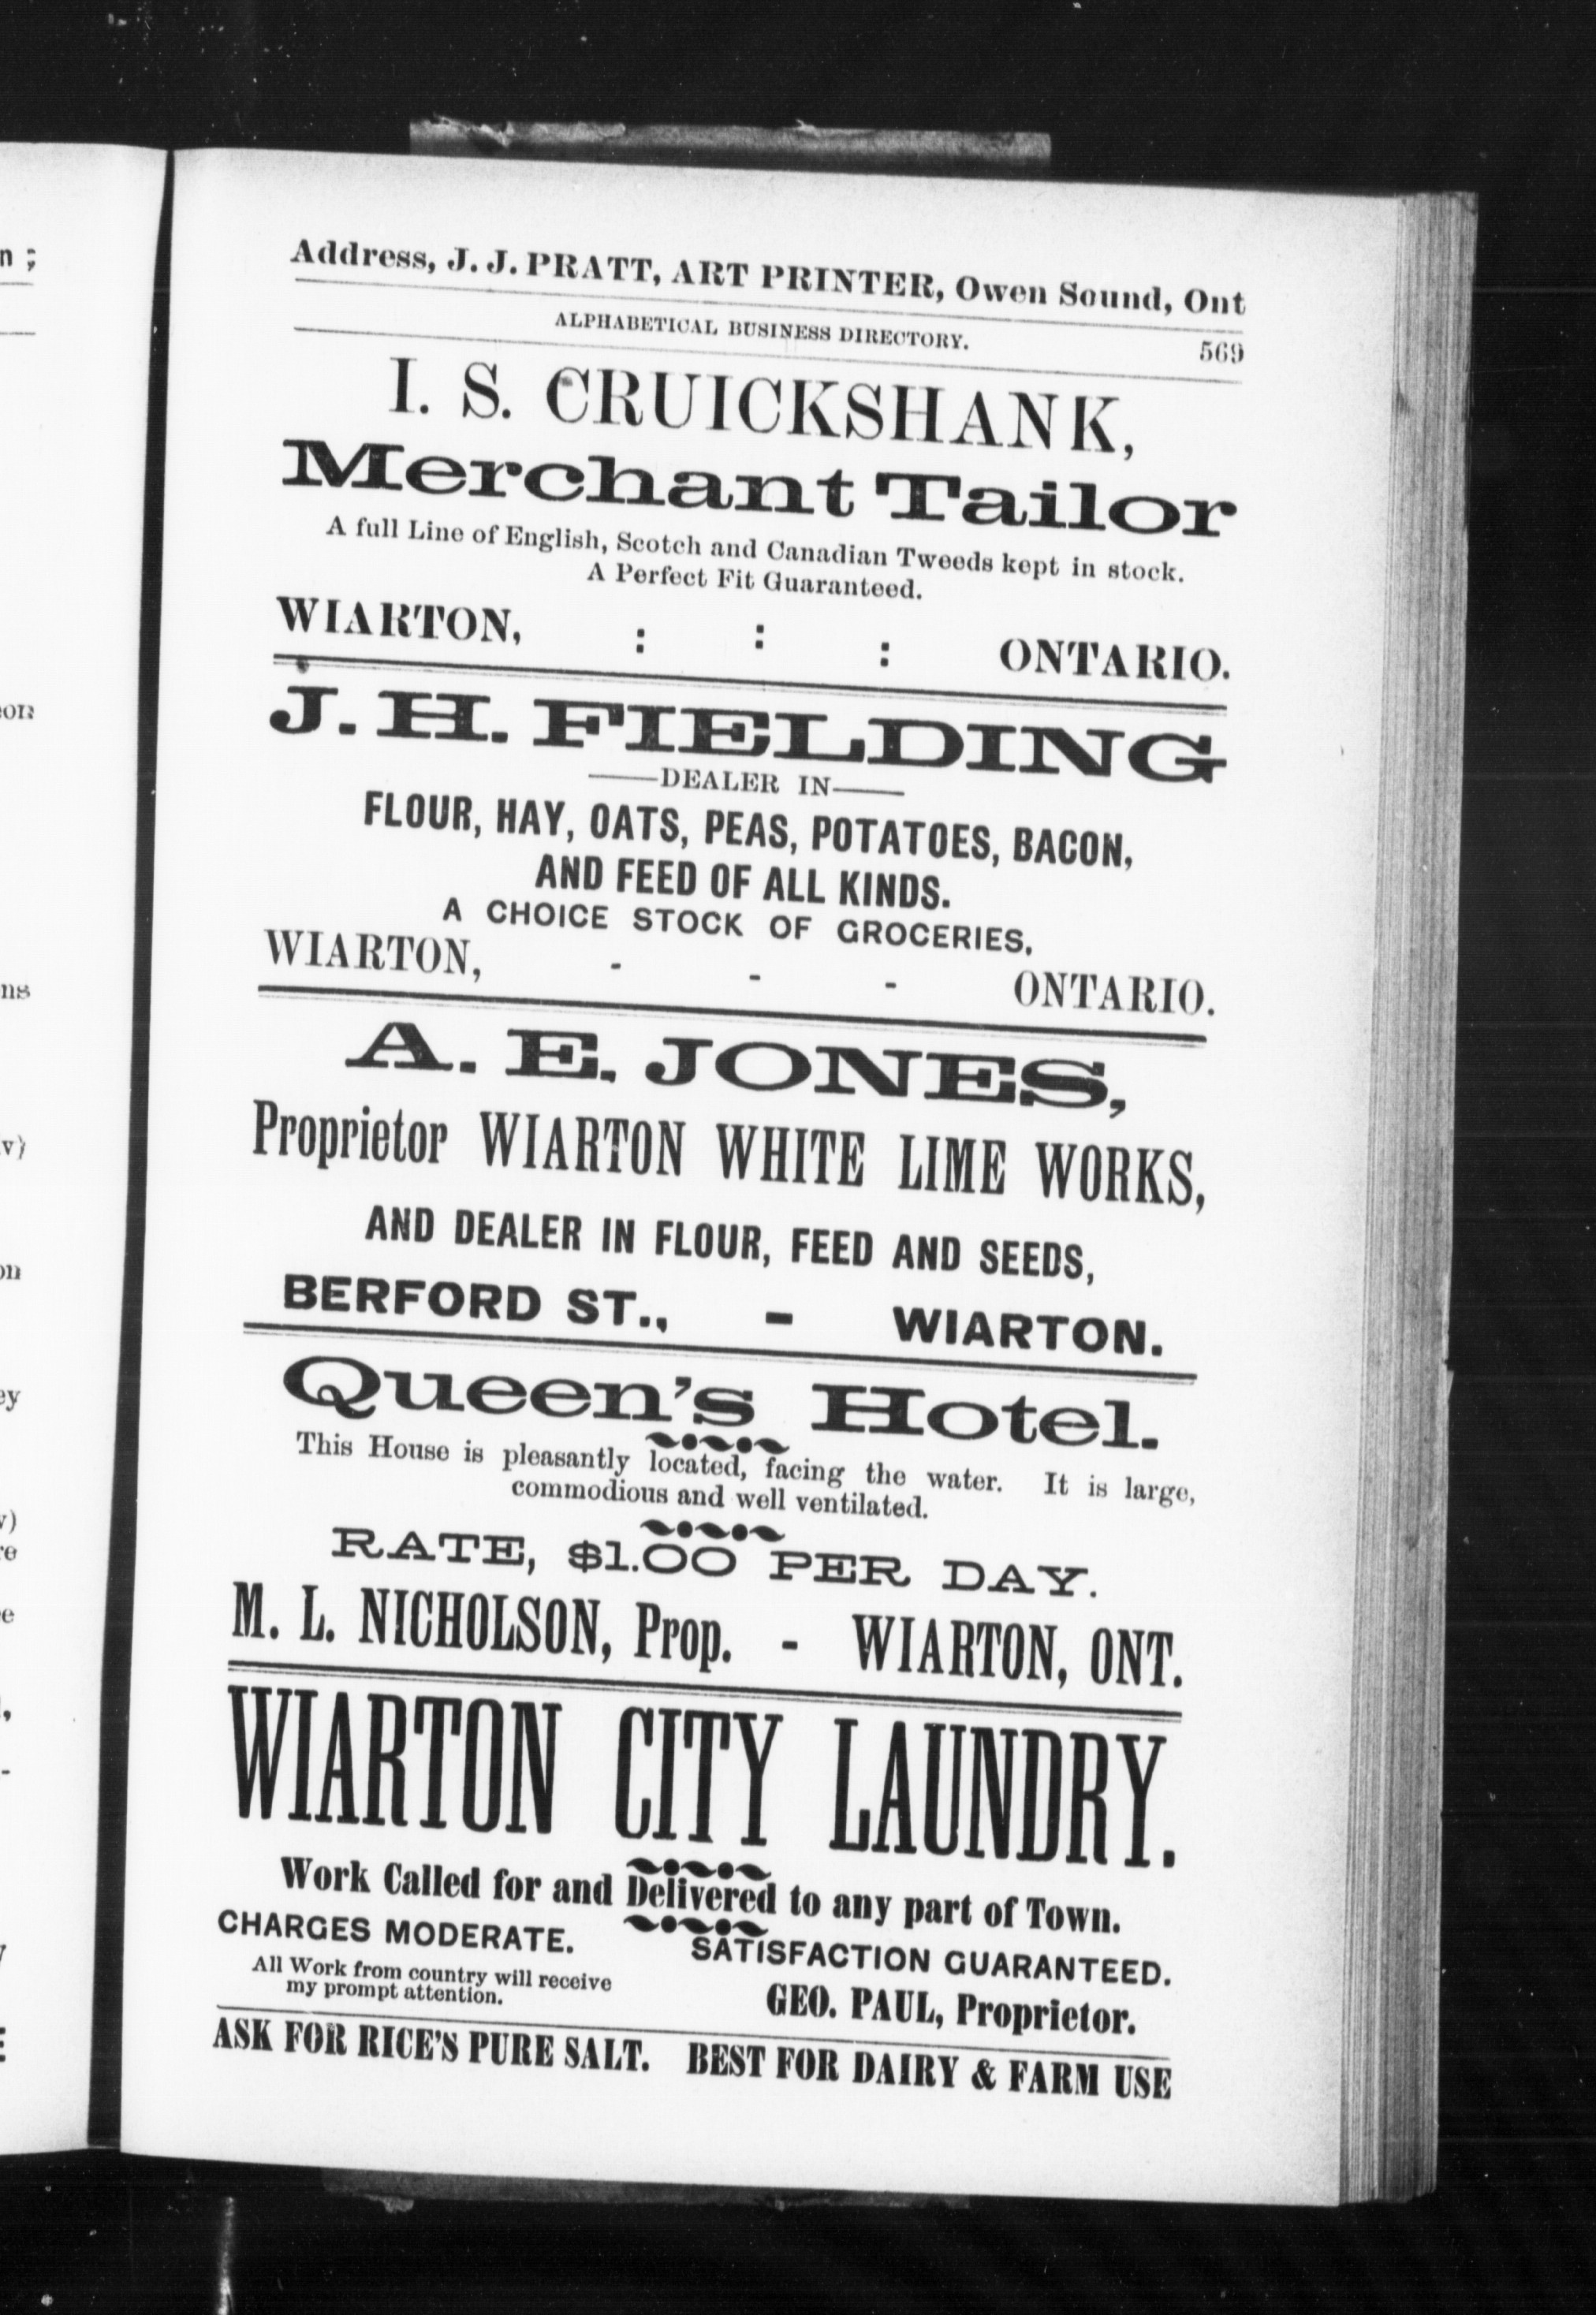 Address, J. J. PRATT, ART PRINTER, Owen Sound, Ont
ALPHABETICAL BUSINESS DIRECTORY. 569
I. S. CRUICKSHANK,
Merchant Tailor
A full Line of English, Scotch and Canadian Tweeds kept in stock.
A Perfect Fit Guaranteed.
WIARTON, : : : ONTARIO.
J. H. FIELDING
——DEALER IN——
FLOUR, HAY, OATS, PEAS, POTATOES, BACON,
AND FEED OF ALL KINDS.
A CHOICE STOCK OF GROCERIES,
WIARTON, - - - ONTARIO.
A. E. JONES,
Proprietor WIARTON WHITE LIME WORKS,
AND DEALER IN FLOUR, FEED AND SEEDS,
BERFORD ST., - WIARTON.
Queen's Hotel.
This House is pleasantly located, facing the water. It is large,
commodious and well ventilated.
RATE, $1.00 PER DAY.
M. L. NICHOLSON, Prop. - WIARTON, ONT.
WIARTON CITY LAUNDRY.
Work Called for and Delivered to any part of Town.
CHARGES MODERATE. SATISFACTION GUARANTEED.
All Work from country will receive
my prompt attention.
GEO. PAUL, Proprietor.
ASK FOR RICE'S PURE SALT. BEST FOR DAIRY & FARM USE